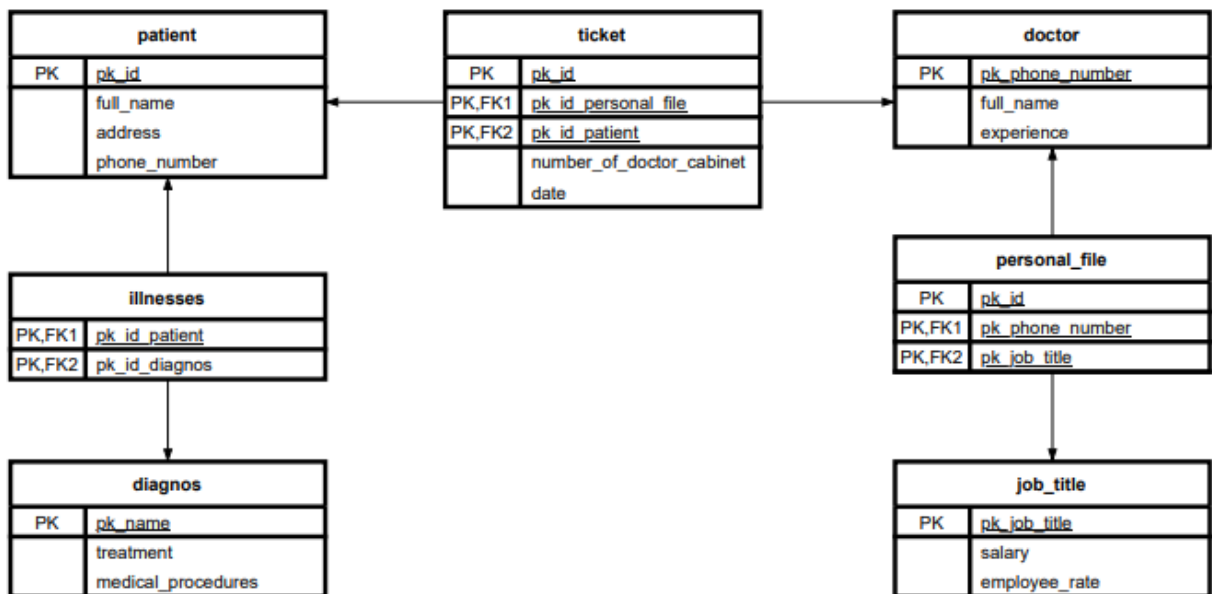 patient
PK pk_id
full_name
address
phone_number
ticket
PK pk_id
PK,FK1 pk_id_personal_file
PK,FK2 pk_id_patient
number_of_doctor_cabinet
date
doctor
PK pk_phone_number
full_name
experience
illnesses
PK,FK1 pk_id_patient
PK,FK2 pk_id_diagnos
personal_file
PK pk_id
PK,FK1 pk_phone_number
PK,FK2 pk_job_title
diagnos
PK pk_name
treatment
medical_procedures
job_title
PK pk_job_title
salary
employee_rate